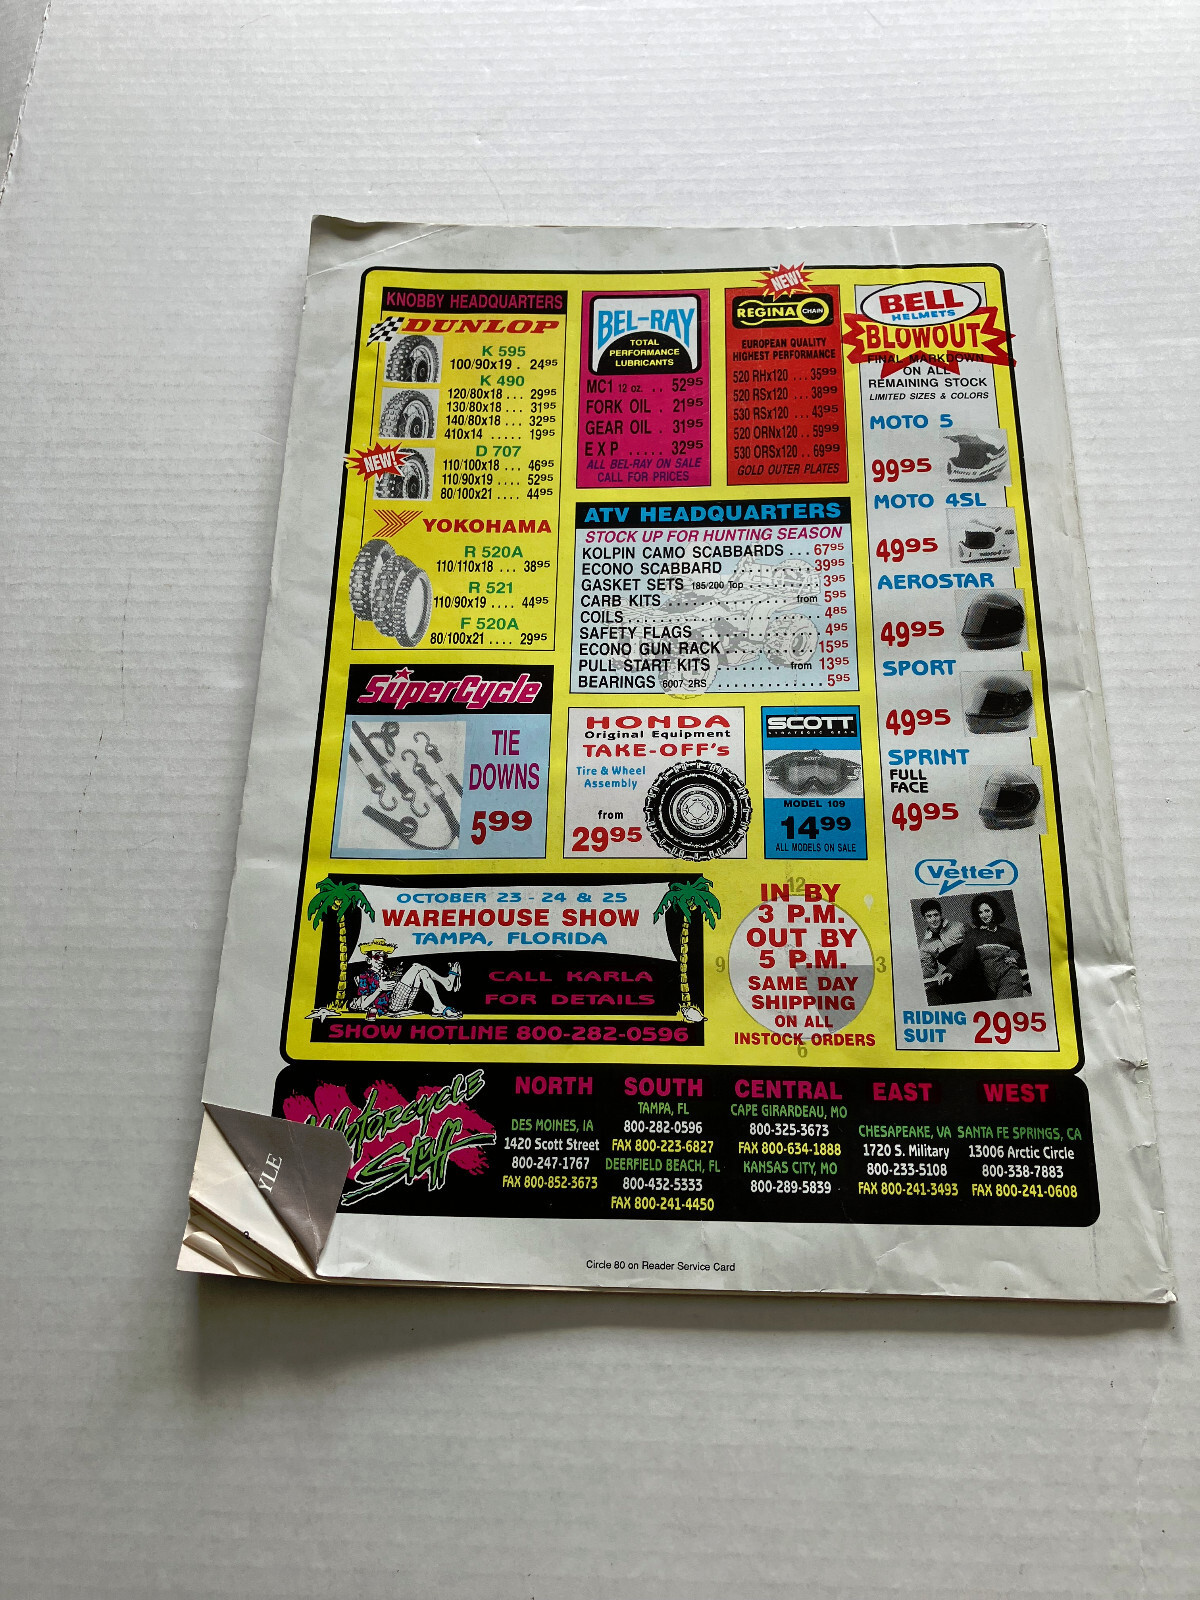 KNOBBY HEADQUARTERS
DUNLOP
K 595
100/90x19 . 2495
K 490
120/80x18 ... 2995
130/80x18 ... 3195
140/80x18 ... 3295
410x14 ..... 1995
NEW!
D 707
110/100x18 . 4695
110/90x19 .... 5295
80/100x21 .... 4495
YOKOHAMA
R 520A
110/110x18 ... 3895
R 521
110/90x19 .... 4495
F 520A
80/100x21 .... 2995
BEL-RAY
TOTAL
PERFORMANCE
LUBRICANTS
MC1 12 oz. .. 5295
FORK OIL . 2195
GEAR OIL . 3195
EXP ..... 3295
ALL BEL-RAY ON SALE
CALL FOR PRICES
NEW!
REGINA CHAIN
EUROPEAN QUALITY
HIGHEST PERFORMANCE
520 RHx120 ... 3599
520 RSx120 ... 3899
530 RSx120 ... 4395
520 ORNx120 .. 5999
530 ORSx120 .. 6999
GOLD OUTER PLATES
BELL
HELMETS
BLOWOUT
FINAL MARKDOWN
ON ALL
REMAINING STOCK
LIMITED SIZES & COLORS
MOTO 5
9995
MOTO 4SL
4995
AEROSTAR
4995
SPORT
4995
SPRINT
FULL
FACE
4995
Vetter
RIDING
SUIT 2995
ATV HEADQUARTERS
STOCK UP FOR HUNTING SEASON
KOLPIN CAMO SCABBARDS ... 6795
ECONO SCABBARD .......... 3995
GASKET SETS 185/200 Top .......... 395
CARB KITS ............... from 595
COILS .................... 485
SAFETY FLAGS ............. 495
ECONO GUN RACK .......... 1595
PULL START KITS ......... from 1395
BEARINGS 6007 2RS ............. 595
SüperCycle
TIE
DOWNS
599
HONDA
Original Equipment
TAKE-OFF's
Tire & Wheel
Assembly
from
2995
SCOTT
STRATEGIC GEAR
MODEL 109
1499
ALL MODELS ON SALE
OCTOBER 23 - 24 & 25
WAREHOUSE SHOW
TAMPA, FLORIDA
CALL KARLA
FOR DETAILS
SHOW HOTLINE 800-282-0596
12
3
6
9
IN BY
3 P.M.
OUT BY
5 P.M.
SAME DAY
SHIPPING
ON ALL
INSTOCK ORDERS
Motorcycle
Stuff
NORTH
DES MOINES, IA
1420 Scott Street
800-247-1767
FAX 800-852-3673
SOUTH
TAMPA, FL
800-282-0596
FAX 800-223-6827
DEERFIELD BEACH, FL
800-432-5333
FAX 800-241-4450
CENTRAL
CAPE GIRARDEAU, MO
800-325-3673
FAX 800-634-1888
KANSAS CITY, MO
800-289-5839
EAST
CHESAPEAKE, VA
1720 S. Military
800-233-5108
FAX 800-241-3493
WEST
SANTA FE SPRINGS, CA
13006 Arctic Circle
800-338-7883
FAX 800-241-0608
YLE
Circle 80 on Reader Service Card